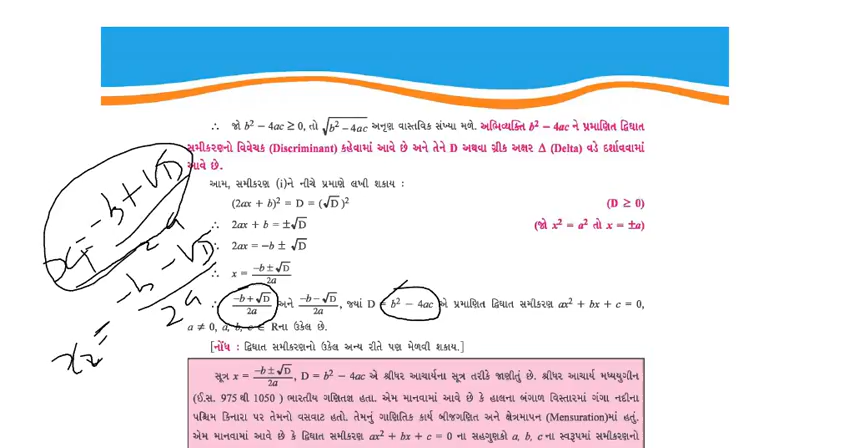 ∴ જો b² − 4ac ≥ 0, તો √(b² − 4ac) અનૃણ વાસ્તવિક સંખ્યા મળે. અભિવ્યક્તિ b² − 4ac ને પ્રમાણિત દ્વિઘાત
સમીકરણનો વિવેચક (Discriminant) કહેવામાં આવે છે અને તેને D અથવા ગ્રીક અક્ષર Δ (Delta) વડે દર્શાવવામાં
આવે છે.
આમ, સમીકરણ (i)ને નીચે પ્રમાણે લખી શકાય :
(2ax + b)² = D = (√D)² (D ≥ 0)
∴ 2ax + b = ±√D (જો x² = a² તો x = ±a)
∴ 2ax = −b ± √D
∴ x = (−b ± √D)/2a
∴ (−b + √D)/2a અને (−b − √D)/2a, જ્યાં D = b² − 4ac એ પ્રમાણિત દ્વિઘાત સમીકરણ ax² + bx + c = 0,
a ≠ 0, a, b, c ∈ Rના ઉકેલ છે.
[નોંધ : દ્વિઘાત સમીકરણનો ઉકેલ અન્ય રીતે પણ મેળવી શકાય.]
સૂત્ર x = (−b ± √D)/2a, D = b² − 4ac એ શ્રીધર આચાર્યના સૂત્ર તરીકે જાણીતું છે. શ્રીધર આચાર્ય મધ્યયુગીન
(ઈ.સ. 975 થી 1050) ભારતીય ગણિતજ્ઞ હતા. એમ માનવામાં આવે છે કે હાલના બંગાળ વિસ્તારમાં ગંગા નદીના
પશ્ચિમ કિનારા પર તેમનો વસવાટ હતો. તેમનું ગાણિતિક કાર્ય બીજગણિત અને ક્ષેત્રમાપન (Mensuration)માં હતું.
એમ માનવામાં આવે છે કે દ્વિઘાત સમીકરણ ax² + bx + c = 0 ના સહગુણકો a, b, cના સ્વરૂપમાં સમીકરણનો
−b + √D
2a
x₂ = (−b − √D)/2a